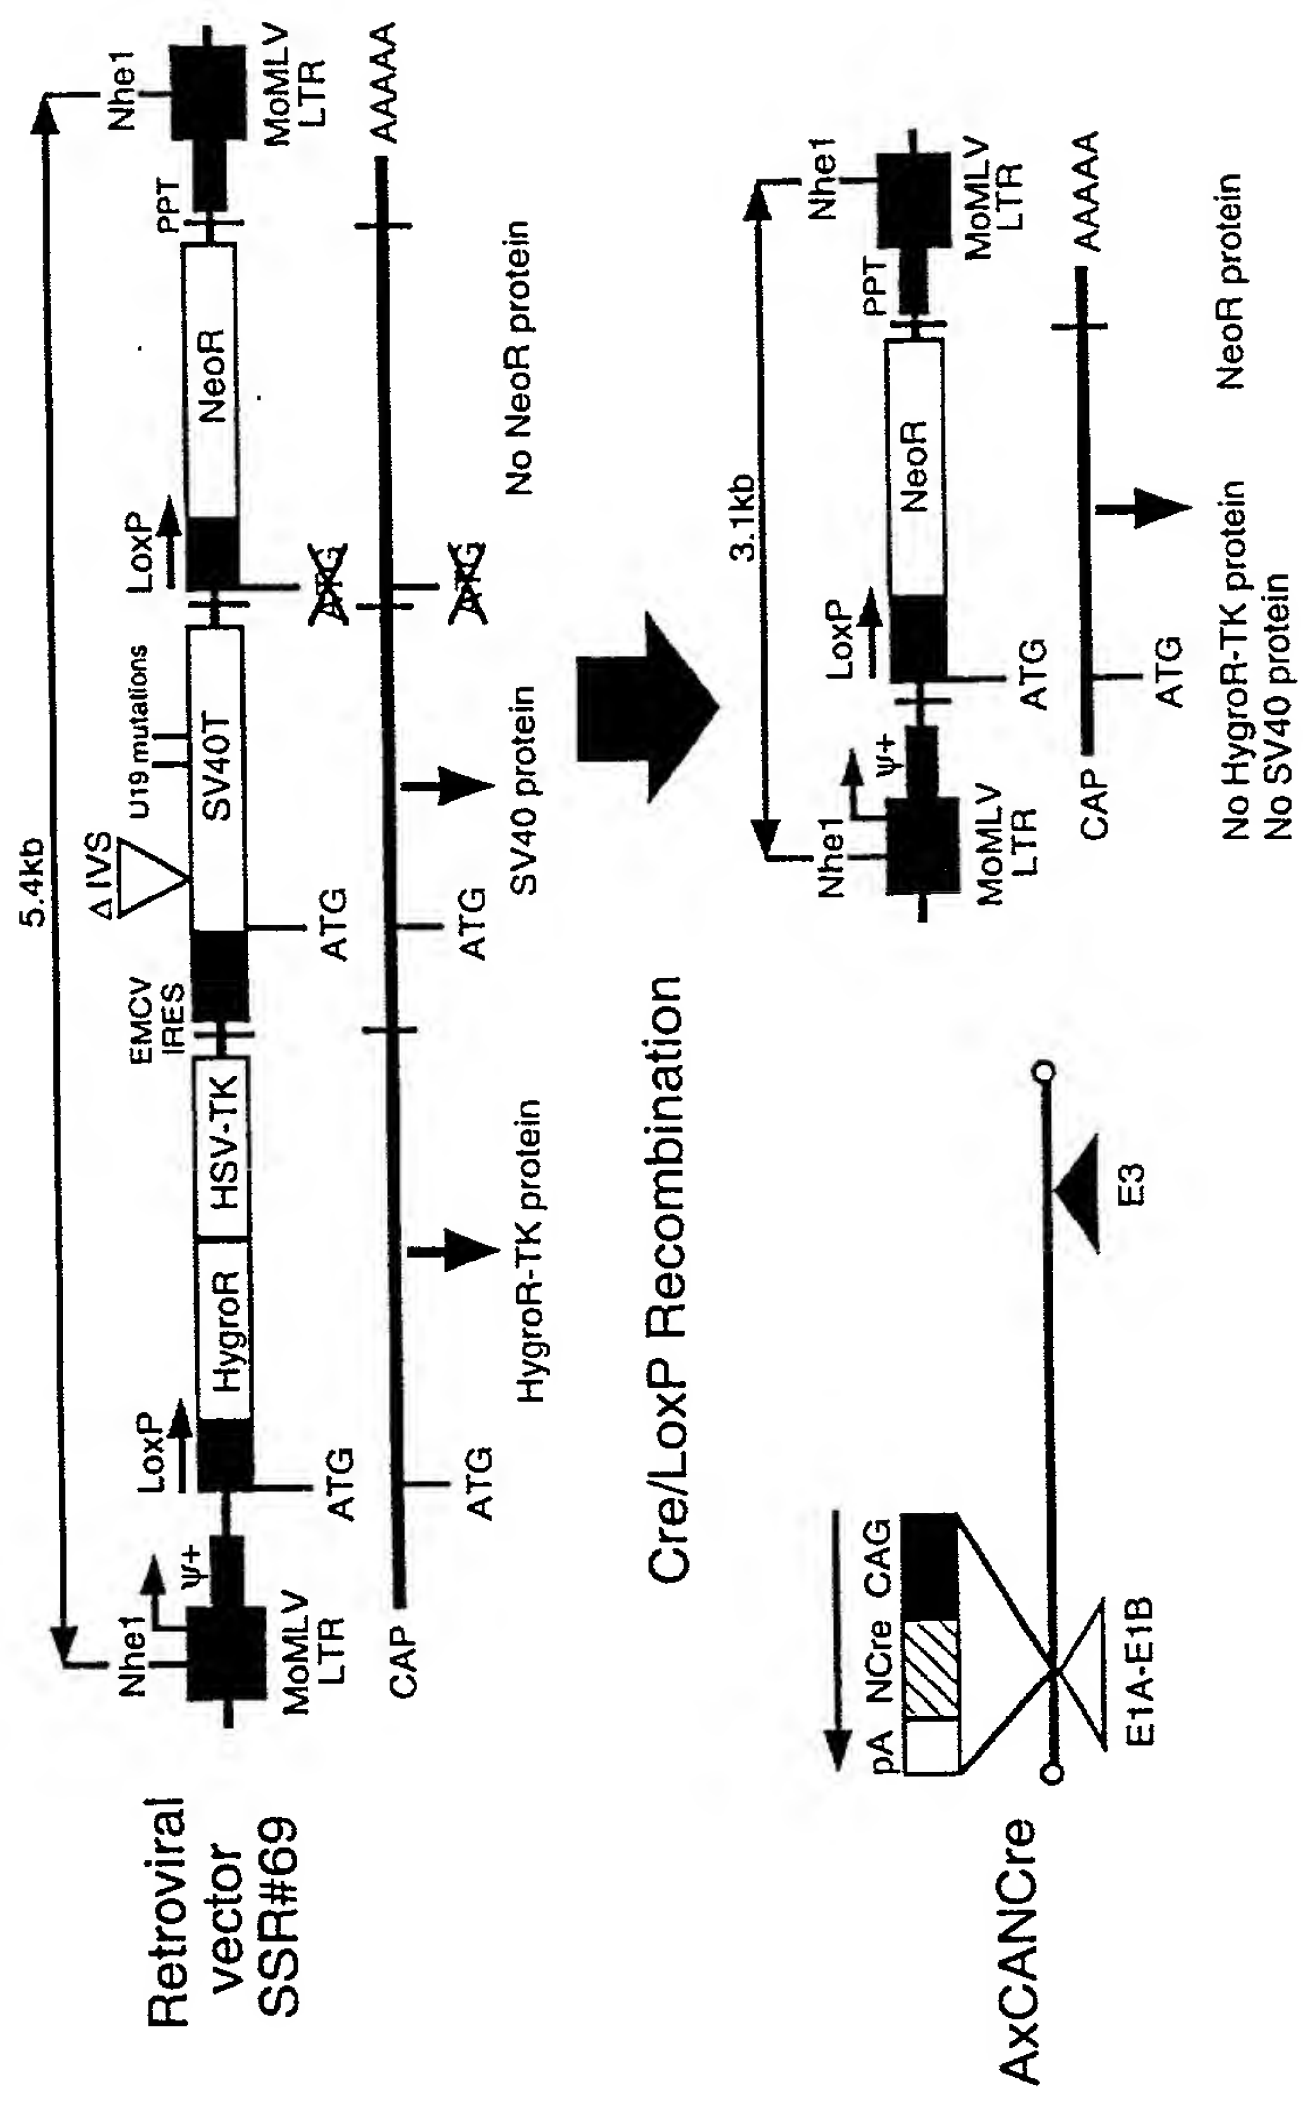 Retroviral
vector
SSR#69
5.4kb
Nhe1
ψ+
MoMLV
LTR
LoxP
HygroR
HSV-TK
EMCV
IRES
Δ IVS
U19 mutations
SV40T
LoxP
NeoR
PPT
Nhe1
MoMLV
LTR
ATG
ATG
ATG
CAP
ATG
ATG
ATG
AAAAA
HygroR-TK protein
SV40 protein
No NeoR protein
Cre/LoxP Recombination
3.1kb
Nhe1
ψ+
MoMLV
LTR
LoxP
NeoR
PPT
Nhe1
MoMLV
LTR
ATG
CAP
ATG
AAAAA
No HygroR-TK protein
No SV40 protein
NeoR protein
AxCANCre
pA
NCre
CAG
E1A-E1B
E3